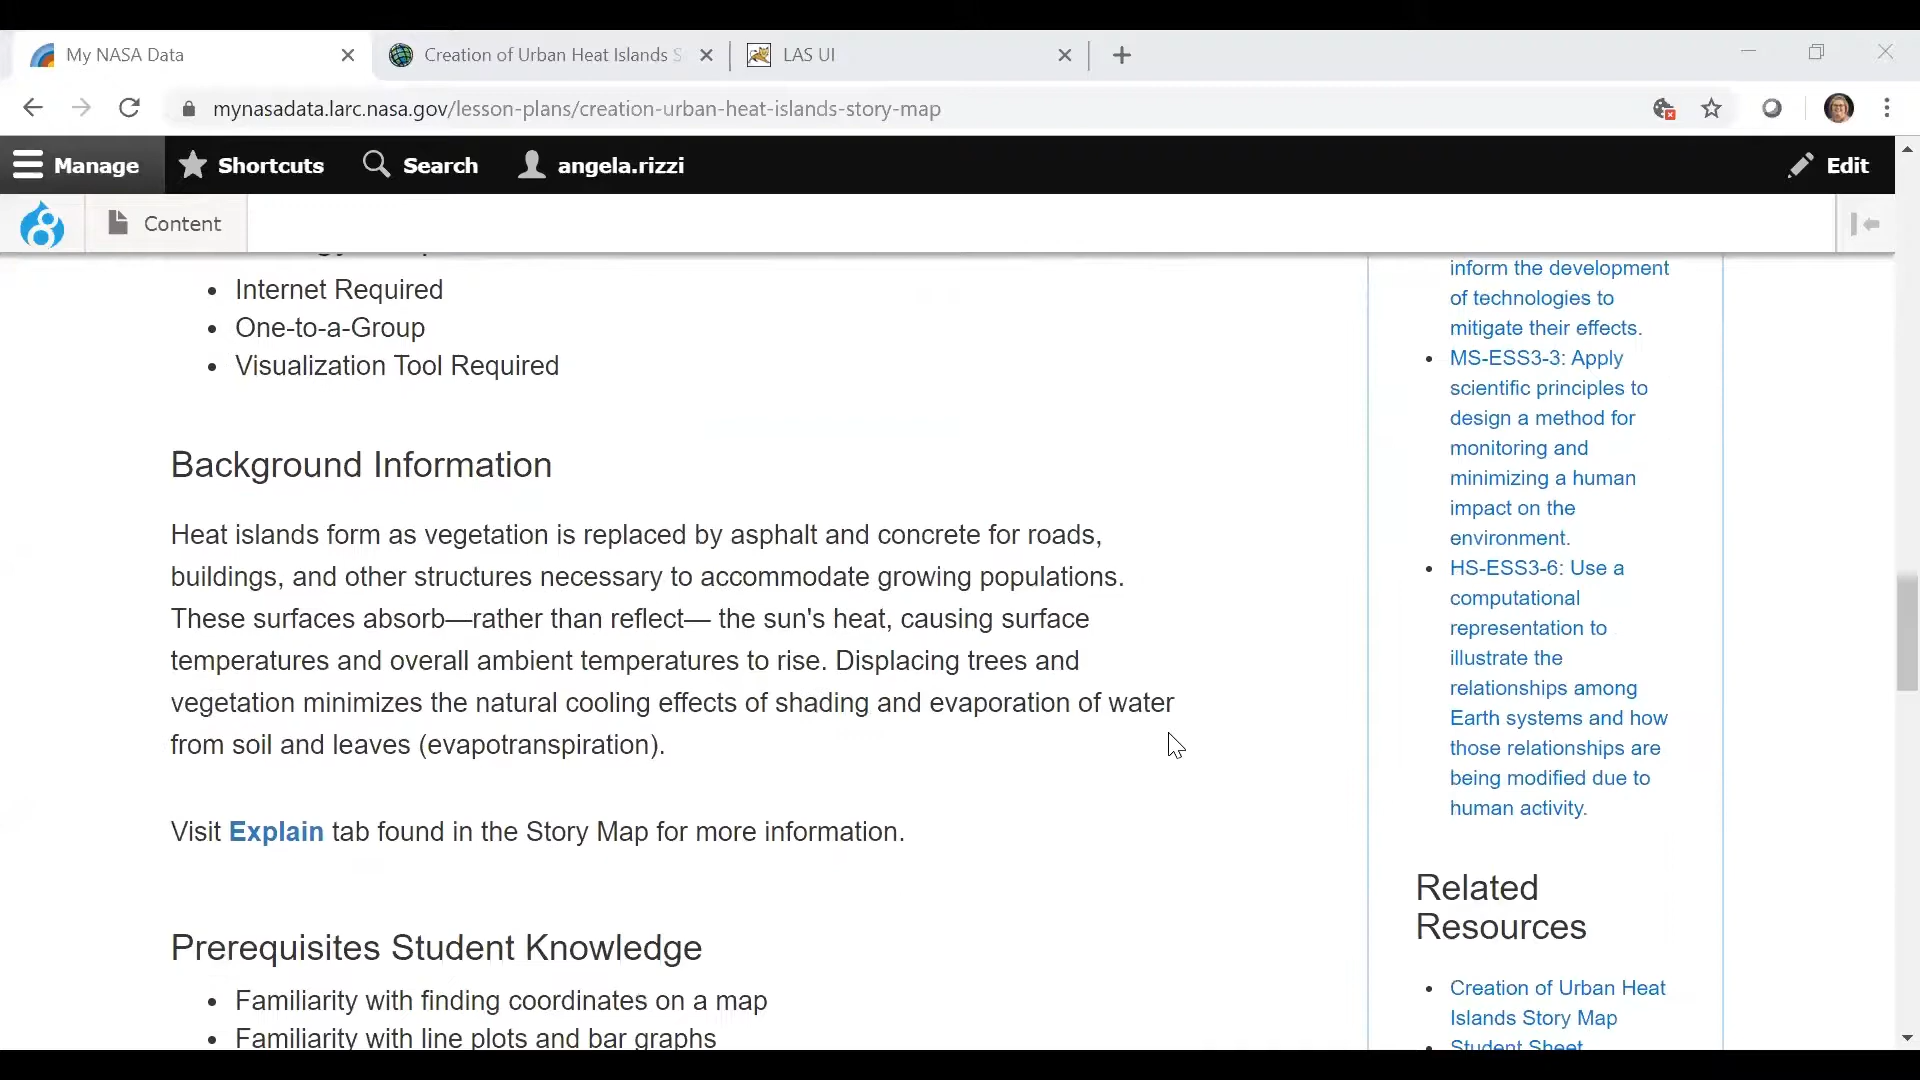 My NASA Data
Creation of Urban Heat Islands S
LAS UI
mynasadata.larc.nasa.gov/lesson-plans/creation-urban-heat-islands-story-map
Manage
Shortcuts
Search
angela.rizzi
Edit
Content
• Internet Required
• One-to-a-Group
• Visualization Tool Required
Background Information
Heat islands form as vegetation is replaced by asphalt and concrete for roads,
buildings, and other structures necessary to accommodate growing populations.
These surfaces absorb—rather than reflect— the sun's heat, causing surface
temperatures and overall ambient temperatures to rise. Displacing trees and
vegetation minimizes the natural cooling effects of shading and evaporation of water
from soil and leaves (evapotranspiration).
Visit Explain tab found in the Story Map for more information.
Prerequisites Student Knowledge
• Familiarity with finding coordinates on a map
• Familiarity with line plots and bar graphs
inform the development
of technologies to
mitigate their effects.
• MS-ESS3-3: Apply
scientific principles to
design a method for
monitoring and
minimizing a human
impact on the
environment.
• HS-ESS3-6: Use a
computational
representation to
illustrate the
relationships among
Earth systems and how
those relationships are
being modified due to
human activity.
Related
Resources
• Creation of Urban Heat
Islands Story Map
• Student Sheet